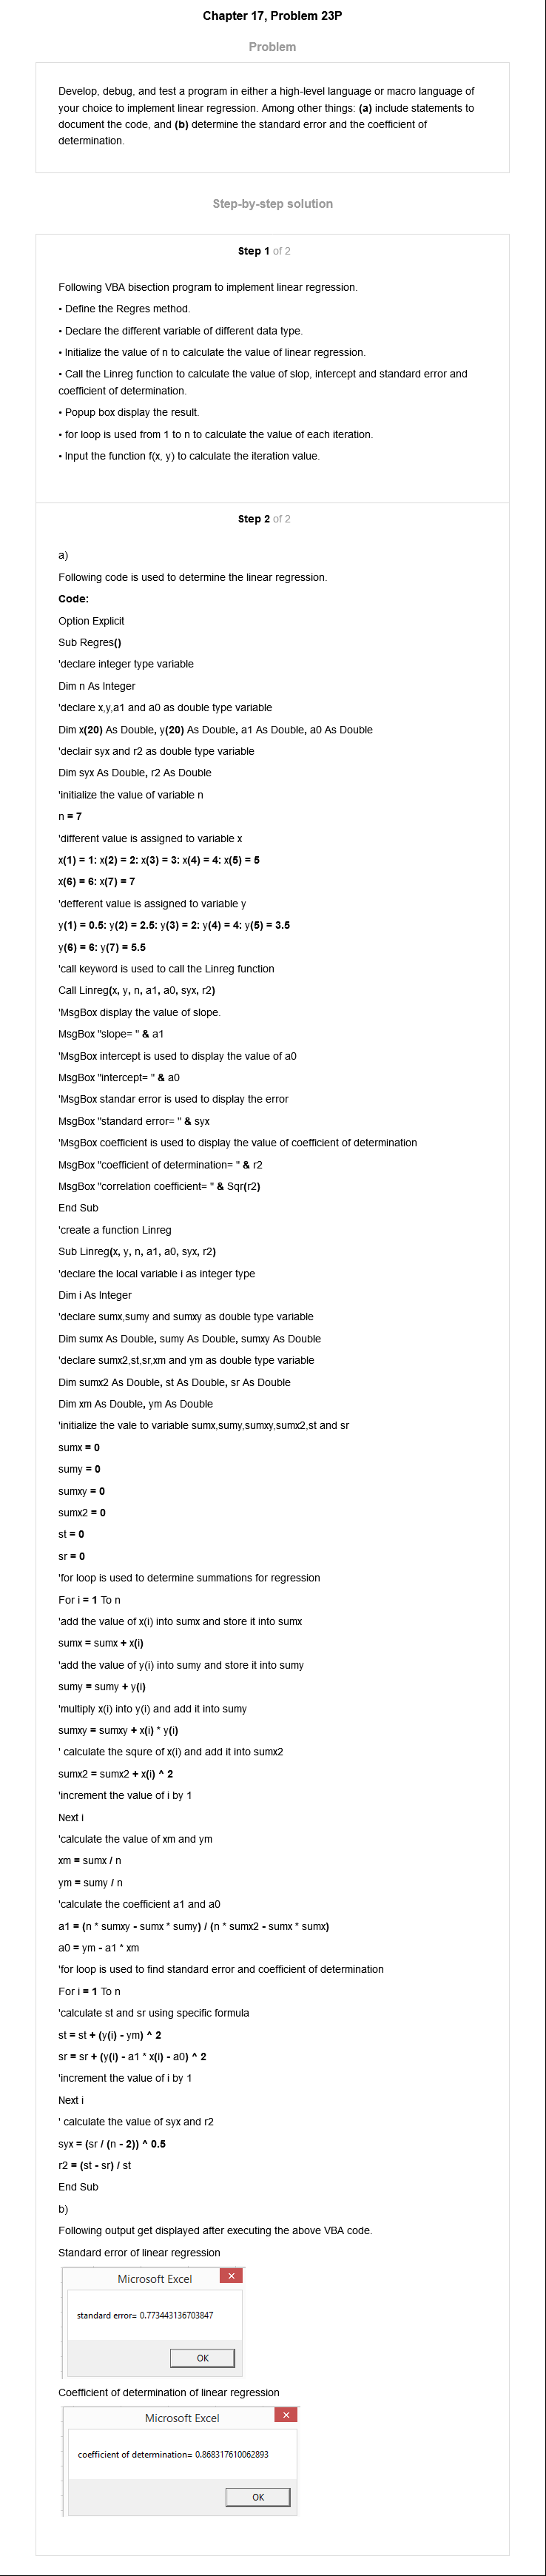 Chapter 17, Problem 23P
Problem
Develop, debug, and test a program in either a high-level language or macro language of
your choice to implement linear regression. Among other things: (a) include statements to
document the code, and (b) determine the standard error and the coefficient of
determination.
Step-by-step solution
Step 1 of 2
Following VBA bisection program to implement linear regression.
• Define the Regres method.
• Declare the different variable of different data type.
• Initialize the value of n to calculate the value of linear regression.
• Call the Linreg function to calculate the value of slop, intercept and standard error and
coefficient of determination.
• Popup box display the result.
• for loop is used from 1 to n to calculate the value of each iteration.
• Input the function f(x, y) to calculate the iteration value.
Step 2 of 2
a)
Following code is used to determine the linear regression.
Code:
Option Explicit
Sub Regres()
'declare integer type variable
Dim n As Integer
'declare x,y,a1 and a0 as double type variable
Dim x(20) As Double, y(20) As Double, a1 As Double, a0 As Double
'declair syx and r2 as double type variable
Dim syx As Double, r2 As Double
'initialize the value of variable n
n = 7
'different value is assigned to variable x
x(1) = 1: x(2) = 2: x(3) = 3: x(4) = 4: x(5) = 5
x(6) = 6: x(7) = 7
'defferent value is assigned to variable y
y(1) = 0.5: y(2) = 2.5: y(3) = 2: y(4) = 4: y(5) = 3.5
y(6) = 6: y(7) = 5.5
'call keyword is used to call the Linreg function
Call Linreg(x, y, n, a1, a0, syx, r2)
'MsgBox display the value of slope.
MsgBox "slope= " & a1
'MsgBox intercept is used to display the value of a0
MsgBox "intercept= " & a0
'MsgBox standar error is used to display the error
MsgBox "standard error= " & syx
'MsgBox coefficient is used to display the value of coefficient of determination
MsgBox "coefficient of determination= " & r2
MsgBox "correlation coefficient= " & Sqr(r2)
End Sub
'create a function Linreg
Sub Linreg(x, y, n, a1, a0, syx, r2)
'declare the local variable i as integer type
Dim i As Integer
'declare sumx,sumy and sumxy as double type variable
Dim sumx As Double, sumy As Double, sumxy As Double
'declare sumx2,st,sr,xm and ym as double type variable
Dim sumx2 As Double, st As Double, sr As Double
Dim xm As Double, ym As Double
'initialize the vale to variable sumx,sumy,sumxy,sumx2,st and sr
sumx = 0
sumy = 0
sumxy = 0
sumx2 = 0
st = 0
sr = 0
'for loop is used to determine summations for regression
For i = 1 To n
'add the value of x(i) into sumx and store it into sumx
sumx = sumx + x(i)
'add the value of y(i) into sumy and store it into sumy
sumy = sumy + y(i)
'multiply x(i) into y(i) and add it into sumy
sumxy = sumxy + x(i) * y(i)
' calculate the squre of x(i) and add it into sumx2
sumx2 = sumx2 + x(i) ^ 2
'increment the value of i by 1
Next i
'calculate the value of xm and ym
xm = sumx / n
ym = sumy / n
'calculate the coefficient a1 and a0
a1 = (n * sumxy - sumx * sumy) / (n * sumx2 - sumx * sumx)
a0 = ym - a1 * xm
'for loop is used to find standard error and coefficient of determination
For i = 1 To n
'calculate st and sr using specific formula
st = st + (y(i) - ym) ^ 2
sr = sr + (y(i) - a1 * x(i) - a0) ^ 2
'increment the value of i by 1
Next i
' calculate the value of syx and r2
syx = (sr / (n - 2)) ^ 0.5
r2 = (st - sr) / st
End Sub
b)
Following output get displayed after executing the above VBA code.
Standard error of linear regression
Microsoft Excel
standard error= 0.773443136703847
OK
Coefficient of determination of linear regression
Microsoft Excel
coefficient of determination= 0.868317610062893
OK